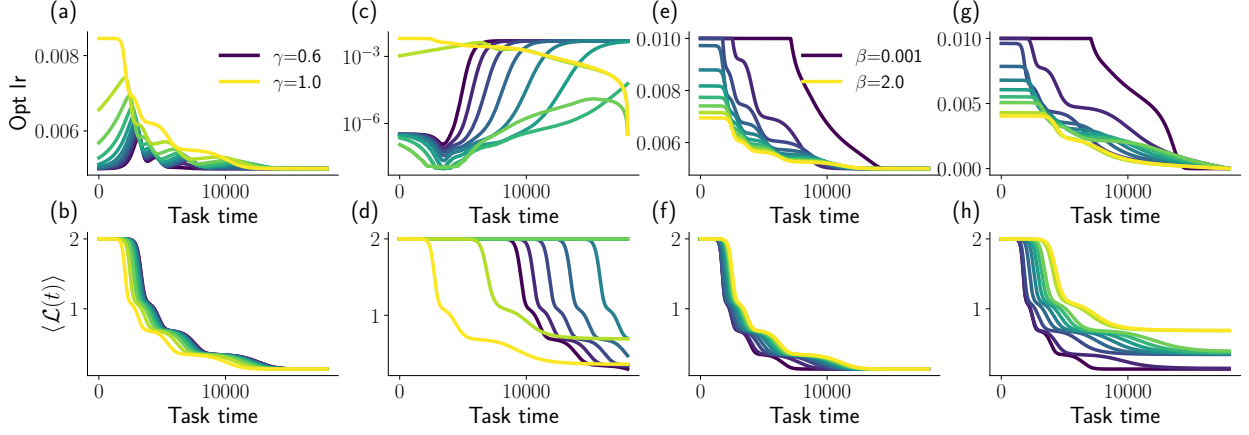 (a)
(c)
(e)
(g)
Opt lr
0.008
0.006
γ=0.6
γ=1.0
10⁻³
10⁻⁶
0.010
0.008
0.006
β=0.001
β=2.0
0.010
0.005
0.000
0
10000
0
10000
0
10000
0
10000
Task time
Task time
Task time
Task time
(b)
(d)
(f)
(h)
⟨ℒ(t)⟩
2
1
2
1
2
1
2
1
0
10000
0
10000
0
10000
0
10000
Task time
Task time
Task time
Task time